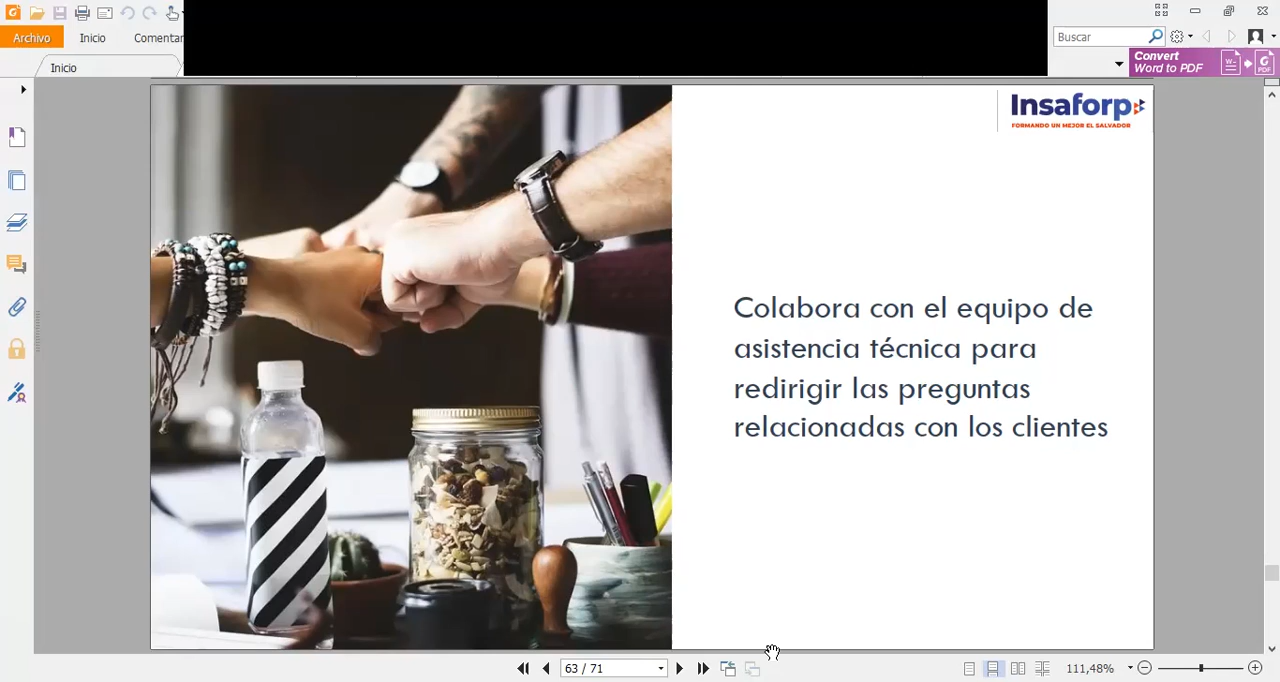 Archivo
Inicio
Comentar
Buscar
Inicio
Convert
Word to PDF
W
PDF
Insaforp
FORMANDO UN MEJOR EL SALVADOR
Colabora con el equipo de
asistencia técnica para
redirigir las preguntas
relacionadas con los clientes
63 / 71
111,48%